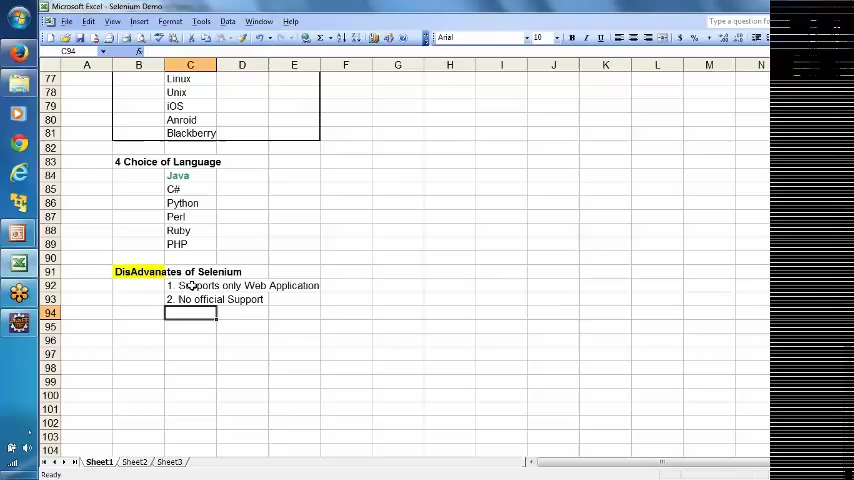 Microsoft Excel - Selenium Demo
File Edit View Insert Format Tools Data Window Help
Type a question
Arial 10 B I U Σ $ %
C94 fx
A B C D E F G H I J K L M N
77 Linux
78 Unix
79 iOS
80 Anroid
81 Blackberry
82
83 4 Choice of Language
84 Java
85 C#
86 Python
87 Perl
88 Ruby
89 PHP
90
91 DisAdvanates of Selenium
92 1. Supports only Web Application
93 2. No official Support
94
95
96
97
98
99
100
101
102
103
104
Sheet1 Sheet2 Sheet3
Ready